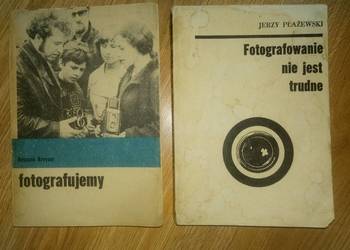 fotografujemy
JERZY PŁAŻEWSKI
Fotografowanie
nie jest
trudne